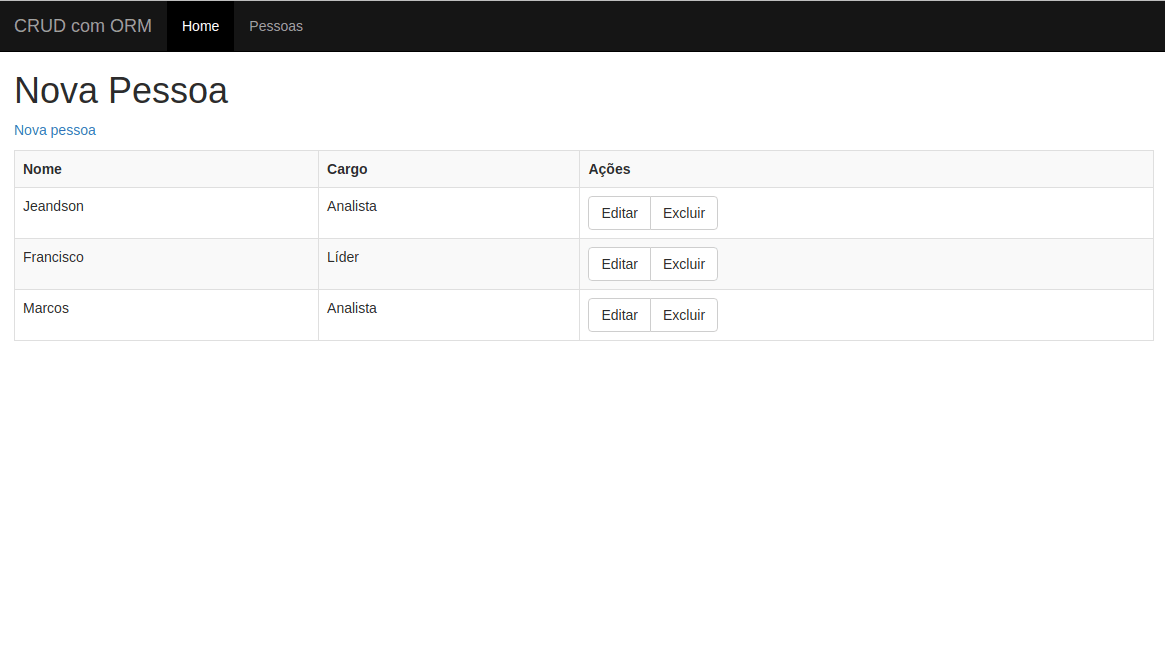 CRUD com ORM Home Pessoas
Nova Pessoa
Nova pessoa
Nome Cargo Ações
Jeandson Analista Editar Excluir
Francisco Líder Editar Excluir
Marcos Analista Editar Excluir